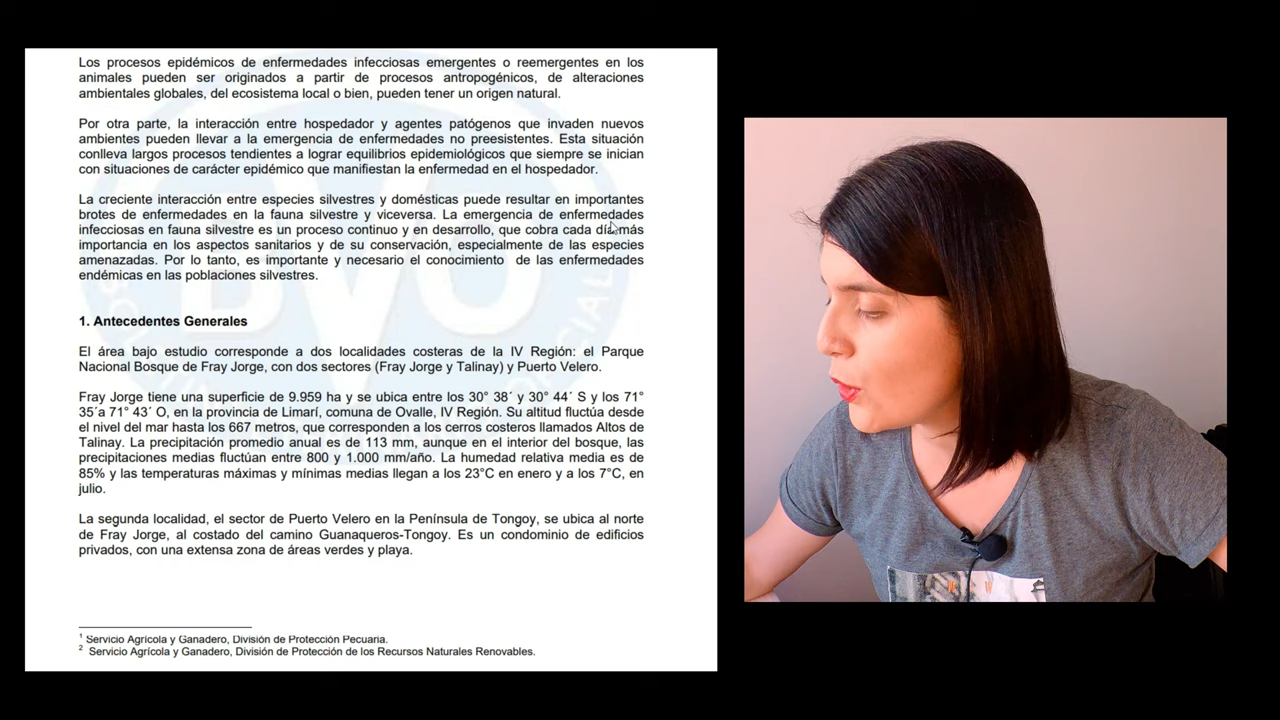 Los procesos epidémicos de enfermedades infecciosas emergentes o reemergentes en los
animales pueden ser originados a partir de procesos antropogénicos, de alteraciones
ambientales globales, del ecosistema local o bien, pueden tener un origen natural.
Por otra parte, la interacción entre hospedador y agentes patógenos que invaden nuevos
ambientes pueden llevar a la emergencia de enfermedades no preexistentes. Esta situación
conlleva largos procesos tendientes a lograr equilibrios epidemiológicos que siempre se inician
con situaciones de carácter epidémico que manifiestan la enfermedad en el hospedador.
La creciente interacción entre especies silvestres y domésticas puede resultar en importantes
brotes de enfermedades en la fauna silvestre y viceversa. La emergencia de enfermedades
infecciosas en fauna silvestre es un proceso continuo y en desarrollo, que cobra cada día más
importancia en los aspectos sanitarios y de su conservación, especialmente de las especies
amenazadas. Por lo tanto, es importante y necesario el conocimiento de las enfermedades
endémicas en las poblaciones silvestres.
1. Antecedentes Generales
El área bajo estudio corresponde a dos localidades costeras de la IV Región: el Parque
Nacional Bosque de Fray Jorge, con dos sectores (Fray Jorge y Talinay) y Puerto Velero.
Fray Jorge tiene una superficie de 9.959 ha y se ubica entre los 30° 38´ y 30° 44´ S y los 71°
35´a 71° 43´ O, en la provincia de Limarí, comuna de Ovalle, IV Región. Su altitud fluctúa desde
el nivel del mar hasta los 667 metros, que corresponden a los cerros costeros llamados Altos de
Talinay. La precipitación promedio anual es de 113 mm, aunque en el interior del bosque, las
precipitaciones medias fluctúan entre 800 y 1.000 mm/año. La humedad relativa media es de
85% y las temperaturas máximas y mínimas medias llegan a los 23°C en enero y a los 7°C, en
julio.
La segunda localidad, el sector de Puerto Velero en la Península de Tongoy, se ubica al norte
de Fray Jorge, al costado del camino Guanaqueros-Tongoy. Es un condominio de edificios
privados, con una extensa zona de áreas verdes y playa.
1 Servicio Agrícola y Ganadero, División de Protección Pecuaria.
2 Servicio Agrícola y Ganadero, División de Protección de los Recursos Naturales Renovables.